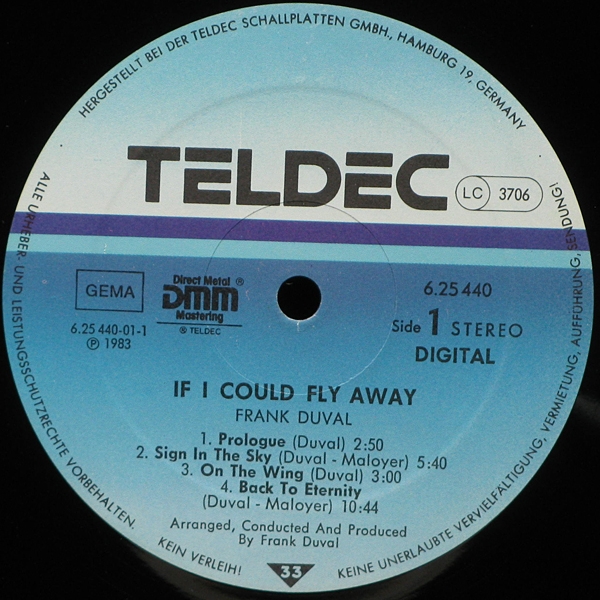 HERGESTELLT BEI DER TELDEC SCHALLPLATTEN GMBH., HAMBURG 19, GERMANY
TELDEC
LC 3706
GEMA
Direct Metal ®
DMM
Mastering
® TELDEC
6.25 440-01-1
℗ 1983
6.25 440
Side 1 STEREO
DIGITAL
IF I COULD FLY AWAY
FRANK DUVAL
1. Prologue (Duval) 2:50
2. Sign In The Sky (Duval - Maloyer) 5:40
3. On The Wing (Duval) 3:00
4. Back To Eternity
(Duval - Maloyer) 10:44
Arranged, Conducted And Produced
By Frank Duval
33
ALLE URHEBER- UND LEISTUNGSSCHUTZRECHTE VORBEHALTEN.
KEIN VERLEIH!
KEINE UNERLAUBTE VERVIELFÄLTIGUNG, VERMIETUNG, AUFFÜHRUNG, SENDUNG!